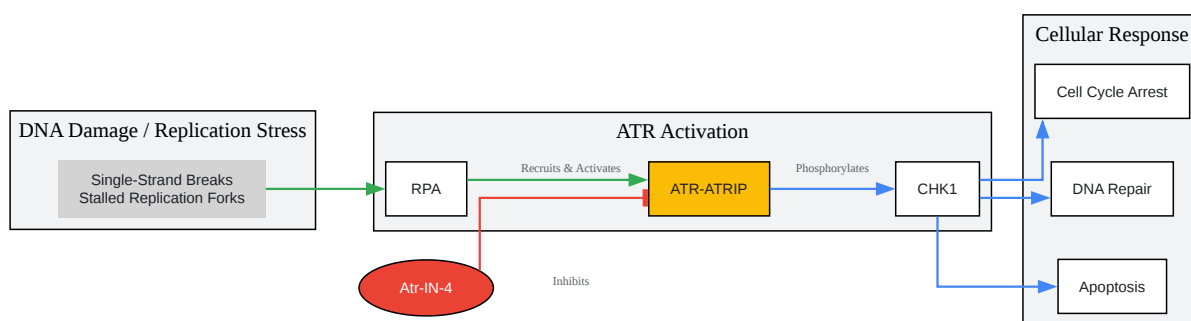 Cellular Response
Cell Cycle Arrest
DNA Damage / Replication Stress
Single-Strand Breaks
Stalled Replication Forks
ATR Activation
RPA
Recruits & Activates
ATR-ATRIP
Phosphorylates
CHK1
DNA Repair
Atr-IN-4
Inhibits
Apoptosis